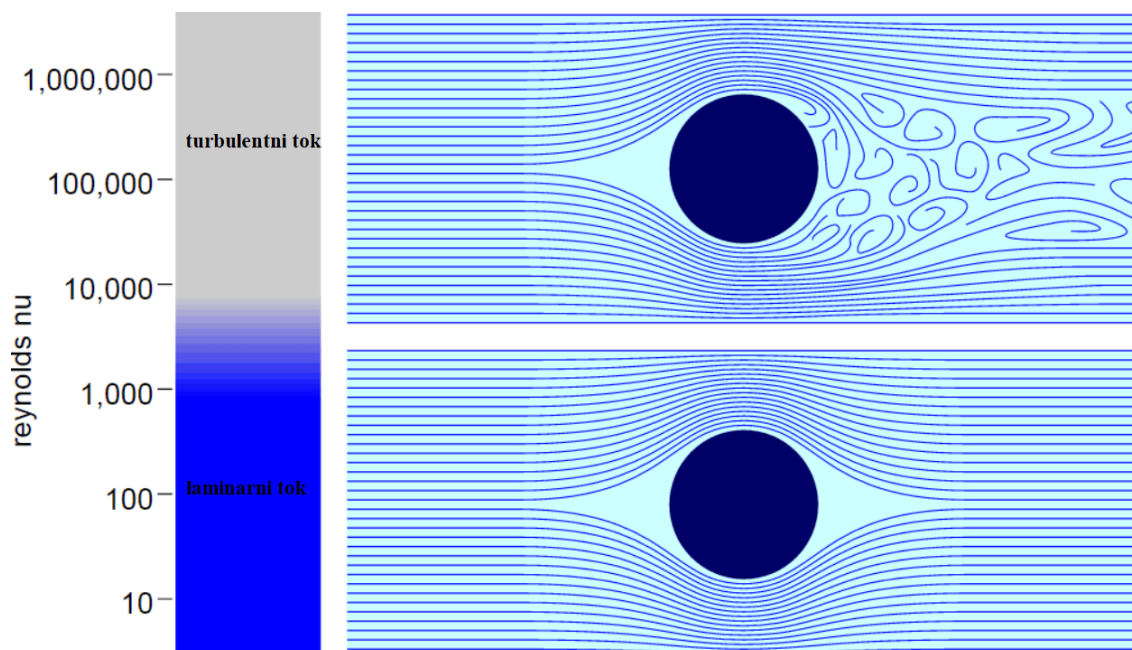 1,000,000
turbulentni tok
100,000
10,000
reynolds nu
1,000
laminarni tok
100
10